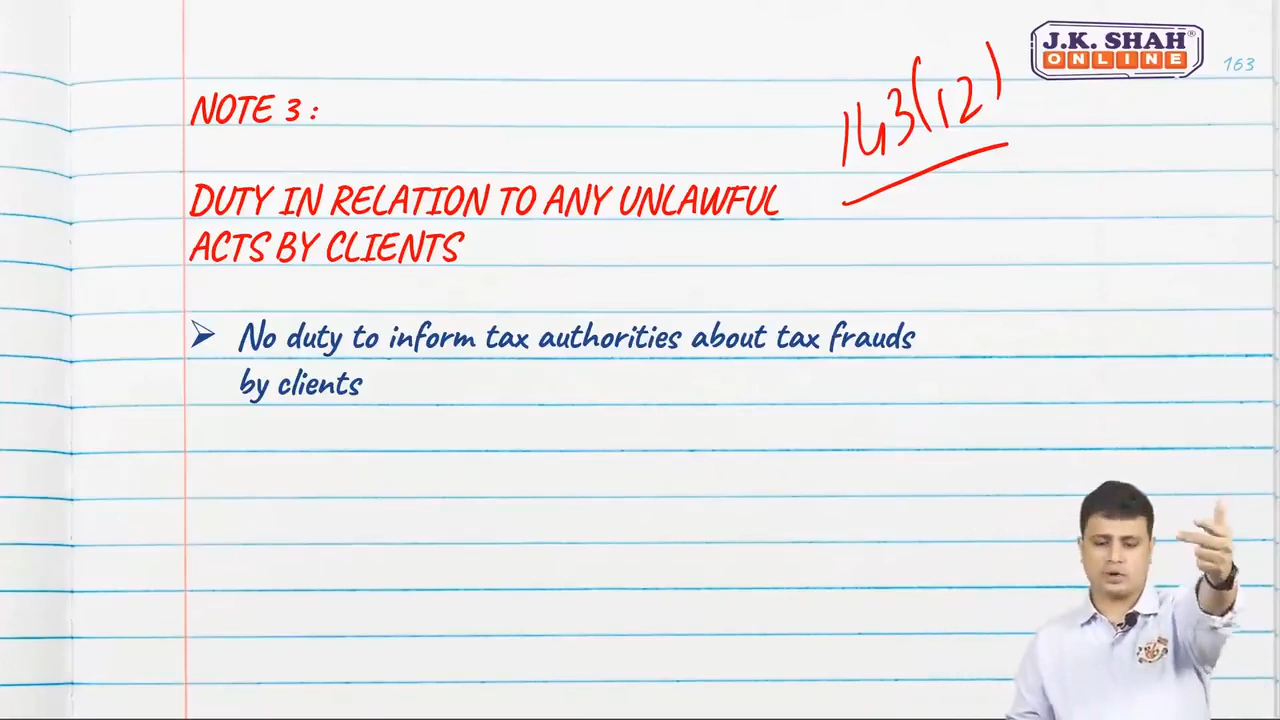 J.K. SHAH®
ONLINE
163
NOTE 3 :
143(12)
DUTY IN RELATION TO ANY UNLAWFUL
ACTS BY CLIENTS
➢ No duty to inform tax authorities about tax frauds
by clients